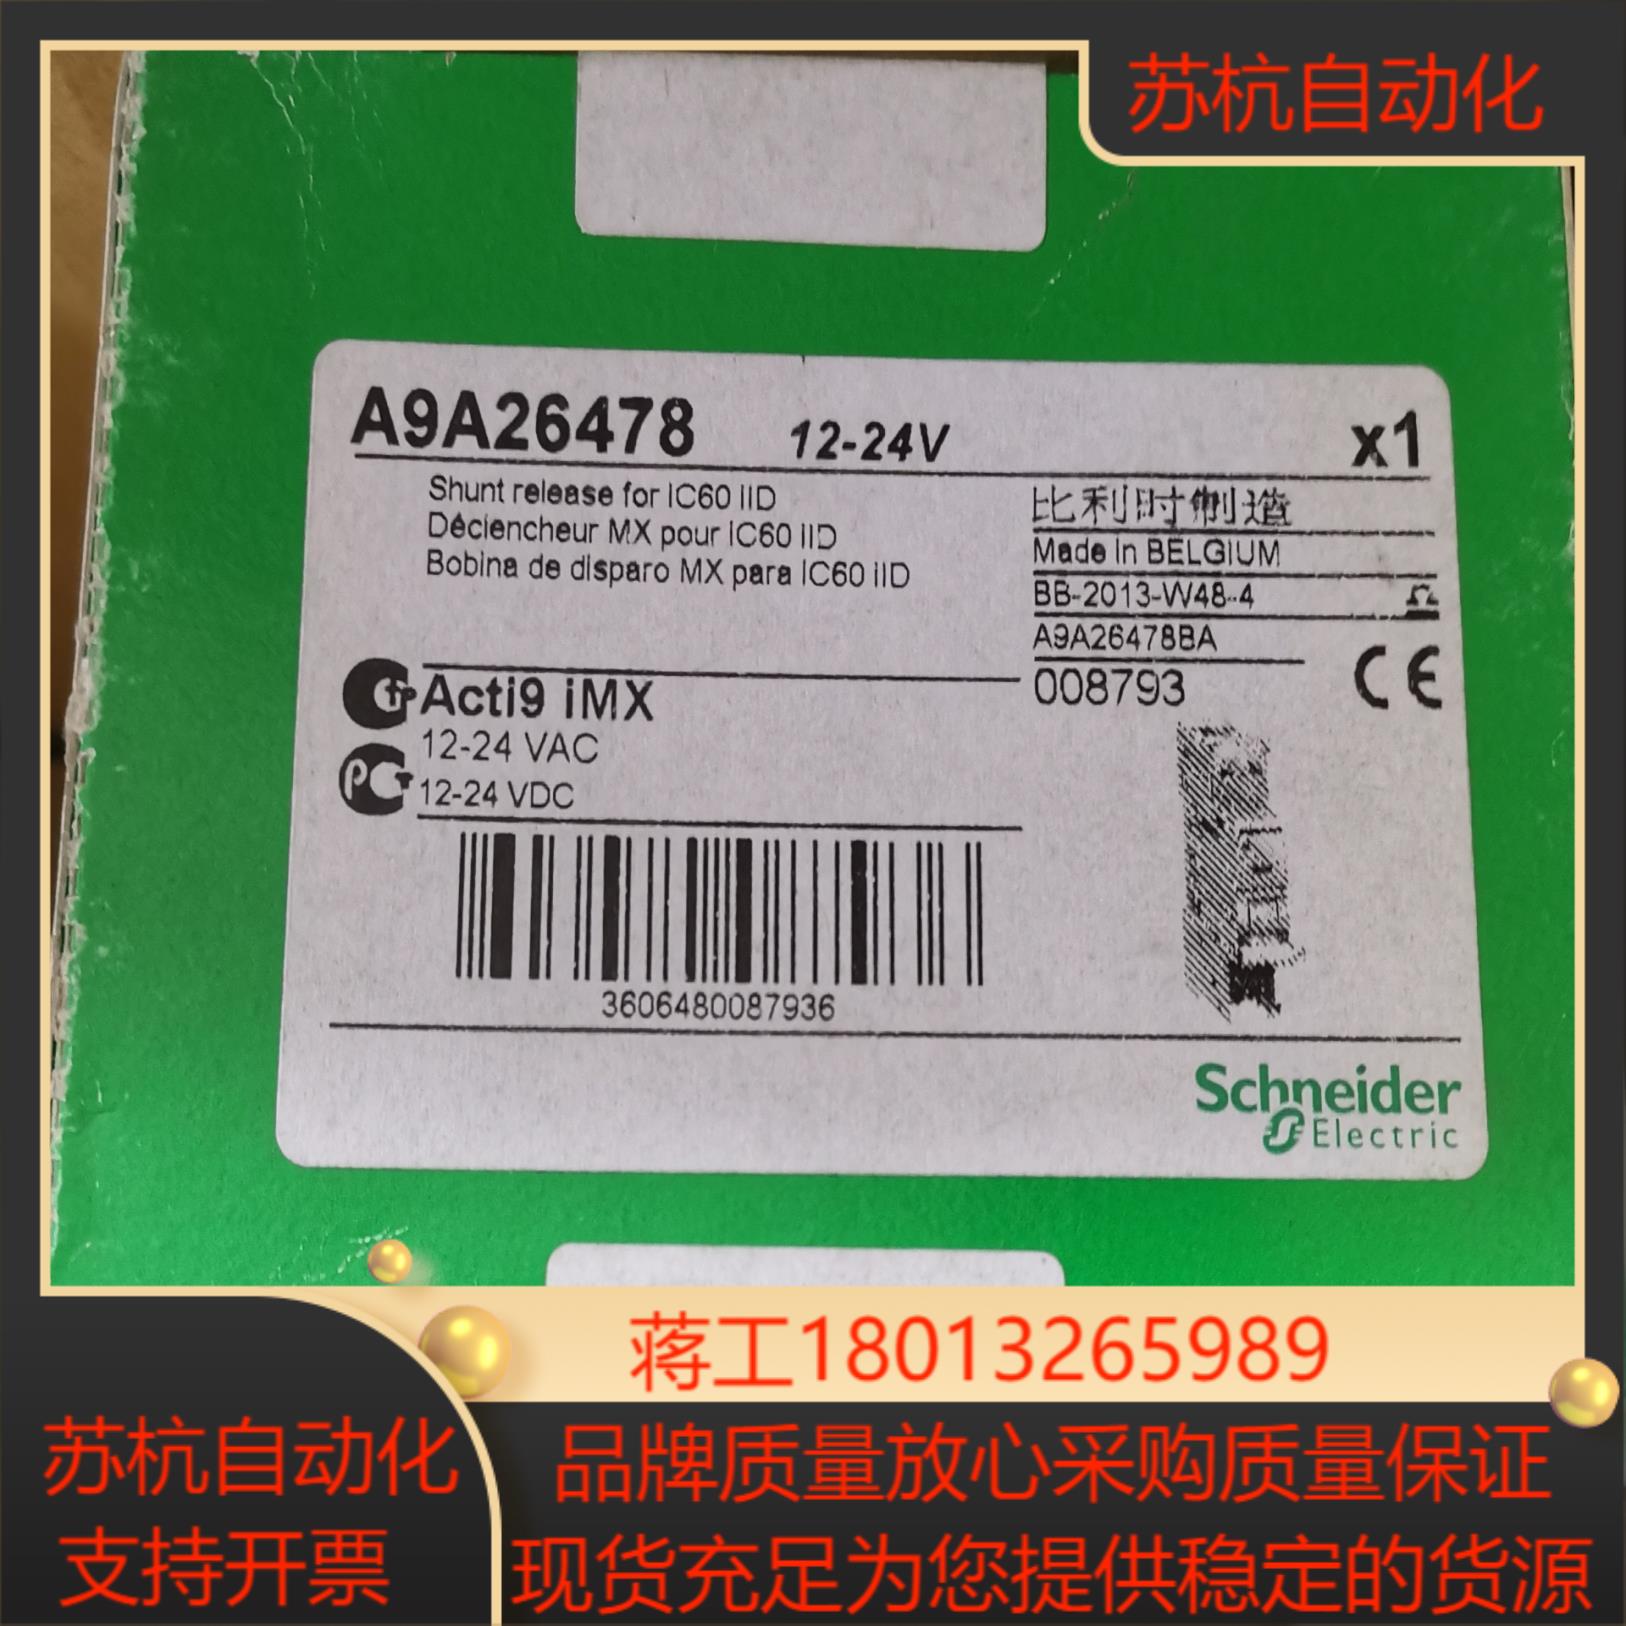 苏杭自动化
A9A26478 12-24V x1
Shunt release for IC60 IID
Déclencheur MX pour IC60 IID
Bobina de disparo MX para IC60 iID
比利时制造
Made in BELGIUM
BB-2013-W48-4
A9A26478BA
008793
CE
Acti9 iMX
12-24 VAC
12-24 VDC
3606480087936
Schneider
Electric
蒋工18013265989
苏杭自动化
支持开票
品牌质量放心采购质量保证
现货充足为您提供稳定的货源